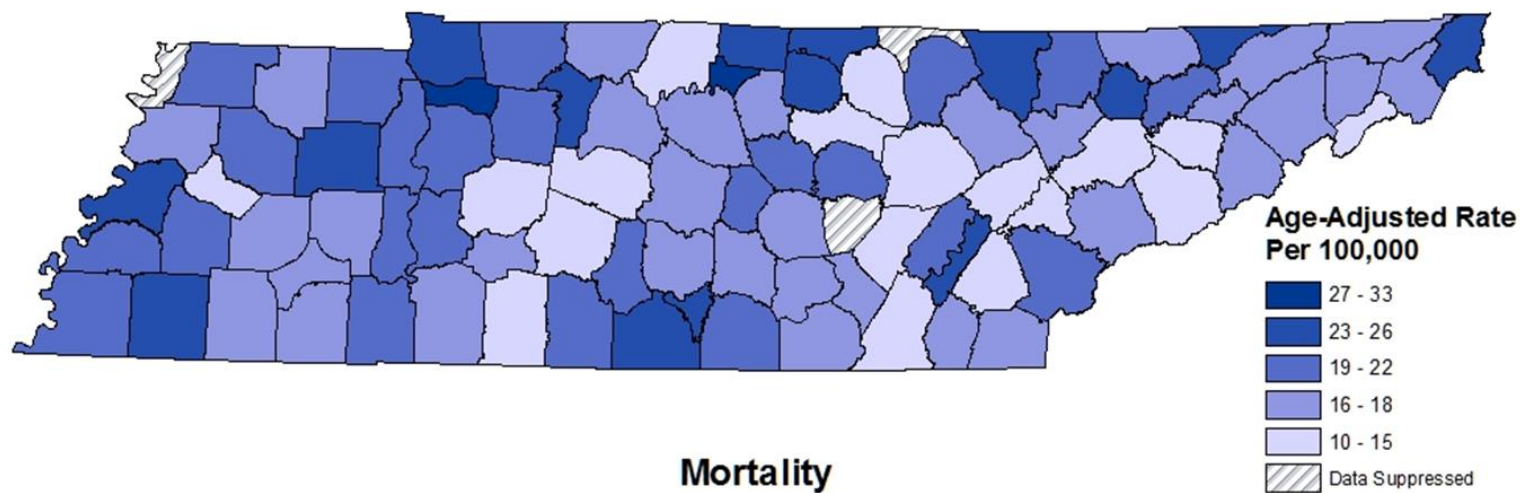 Age-Adjusted Rate
Per 100,000
27 - 33
23 - 26
19 - 22
16 - 18
10 - 15
Data Suppressed
Mortality